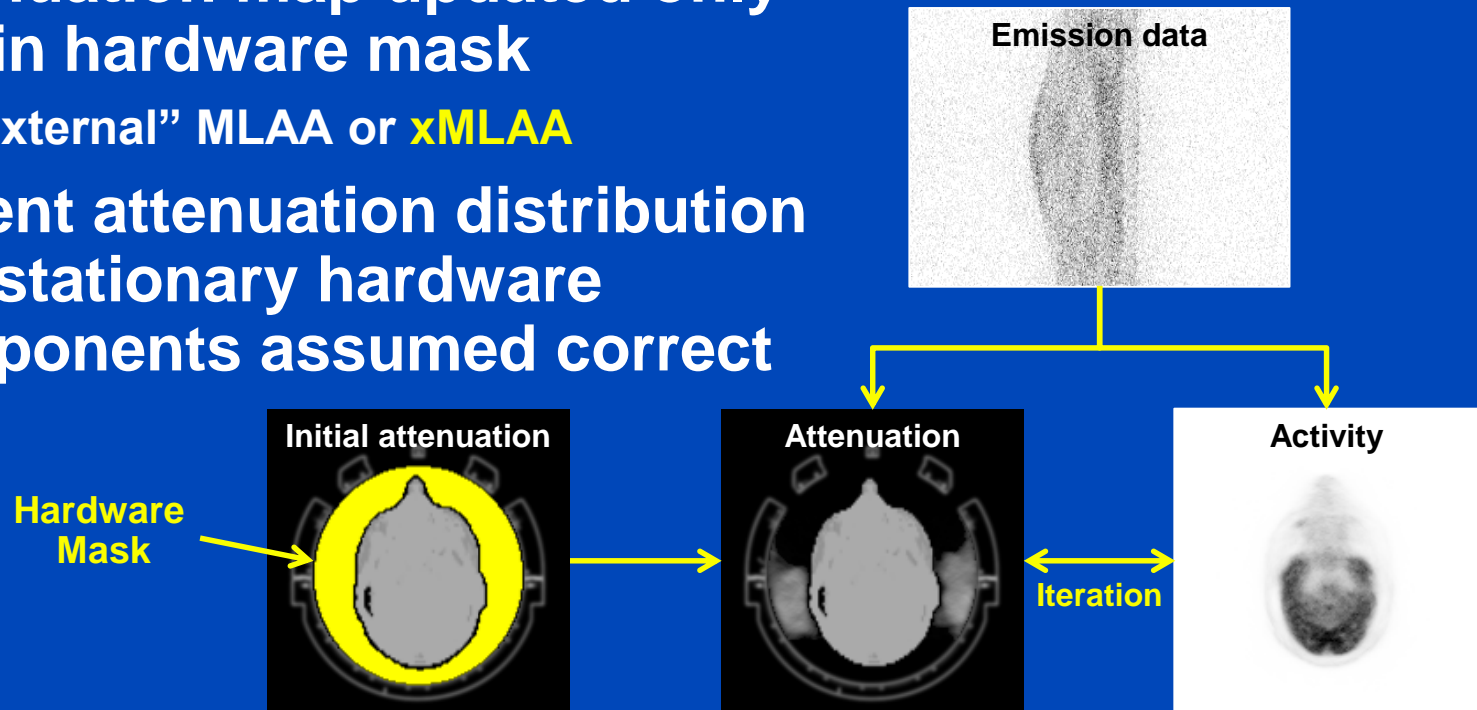 in hardware mask
xternal” MLAA or xMLAA
ent attenuation distribution
stationary hardware
ponents assumed correct
Emission data
Initial attenuation
Attenuation
Activity
Hardware
Mask
Iteration